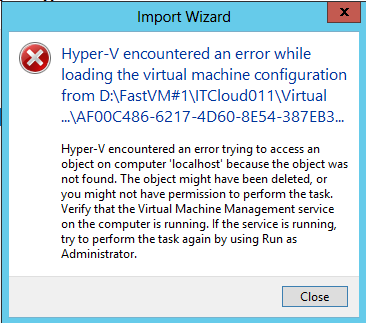 Import Wizard
x
Hyper-V encountered an error while
loading the virtual machine configuration
from D:\FastVM#1\ITCloud011\Virtual
...\AF00C486-6217-4D60-8E54-387EB3...
Hyper-V encountered an error trying to access an
object on computer 'localhost' because the object was
not found. The object might have been deleted, or
you might not have permission to perform the task.
Verify that the Virtual Machine Management service
on the computer is running. If the service is running,
try to perform the task again by using Run as
Administrator.
Close